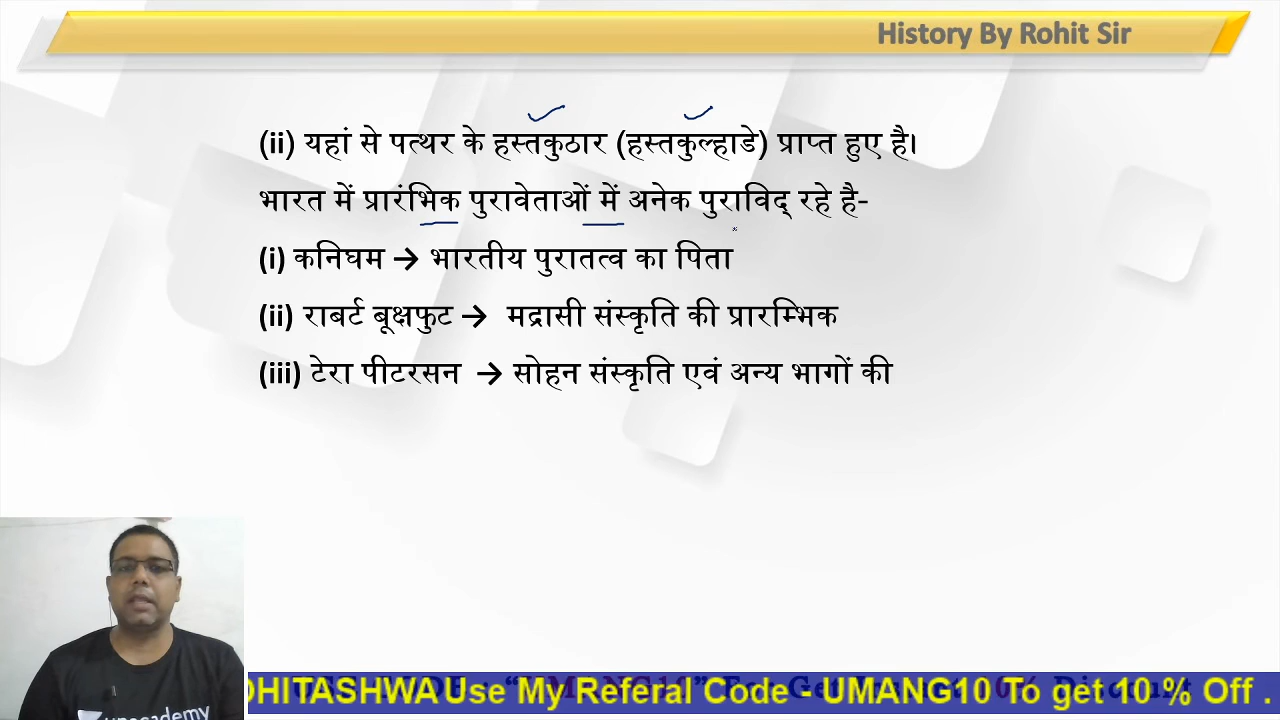 History By Rohit Sir
(ii) यहां से पत्थर के हस्तकुठार (हस्तकुल्हाडे) प्राप्त हुए है।
भारत में प्रारंभिक पुरावेताओं में अनेक पुराविद् रहे है-
(i) कनिघम → भारतीय पुरातत्व का पिता
(ii) राबर्ट बूक्षफुट → मद्रासी संस्कृति की प्रारम्भिक
(iii) टेरा पीटरसन → सोहन संस्कृति एवं अन्य भागों की
OHITASHWA Use My Referal Code - UMANG10 To get 10 % Off .